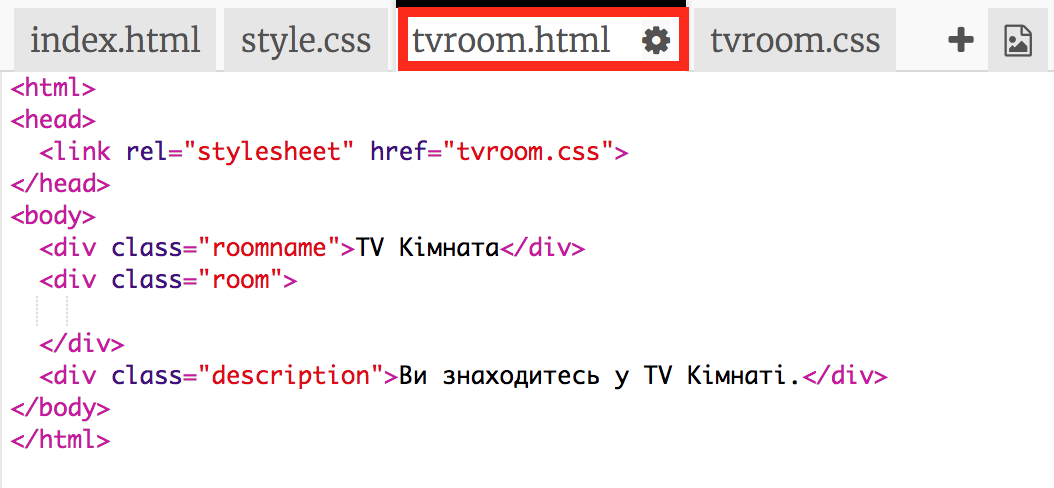 index.html style.css tvroom.html tvroom.css
<html>
<head>
  <link rel="stylesheet" href="tvroom.css">
</head>
<body>
  <div class="roomname">TV Кімната</div>
  <div class="room">
  </div>
  <div class="description">Ви знаходитесь у TV Кімнаті.</div>
</body>
</html>